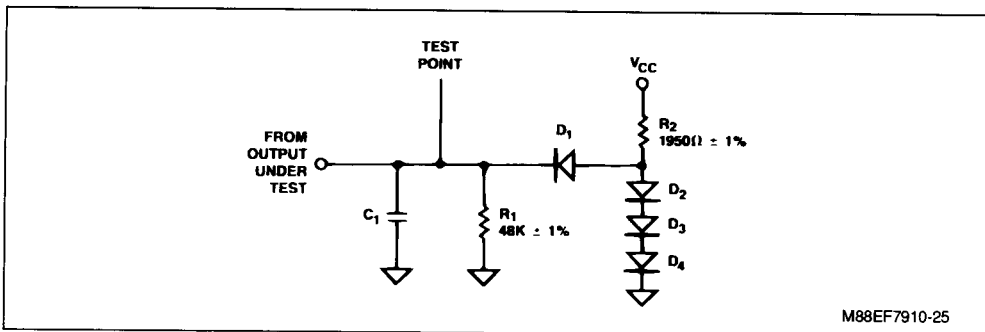 TEST
POINT
VCC
FROM
OUTPUT
UNDER
TEST
D1
R2
1950Ω ± 1%
C1
R1
48K ± 1%
D2
D3
D4
M88EF7910-25